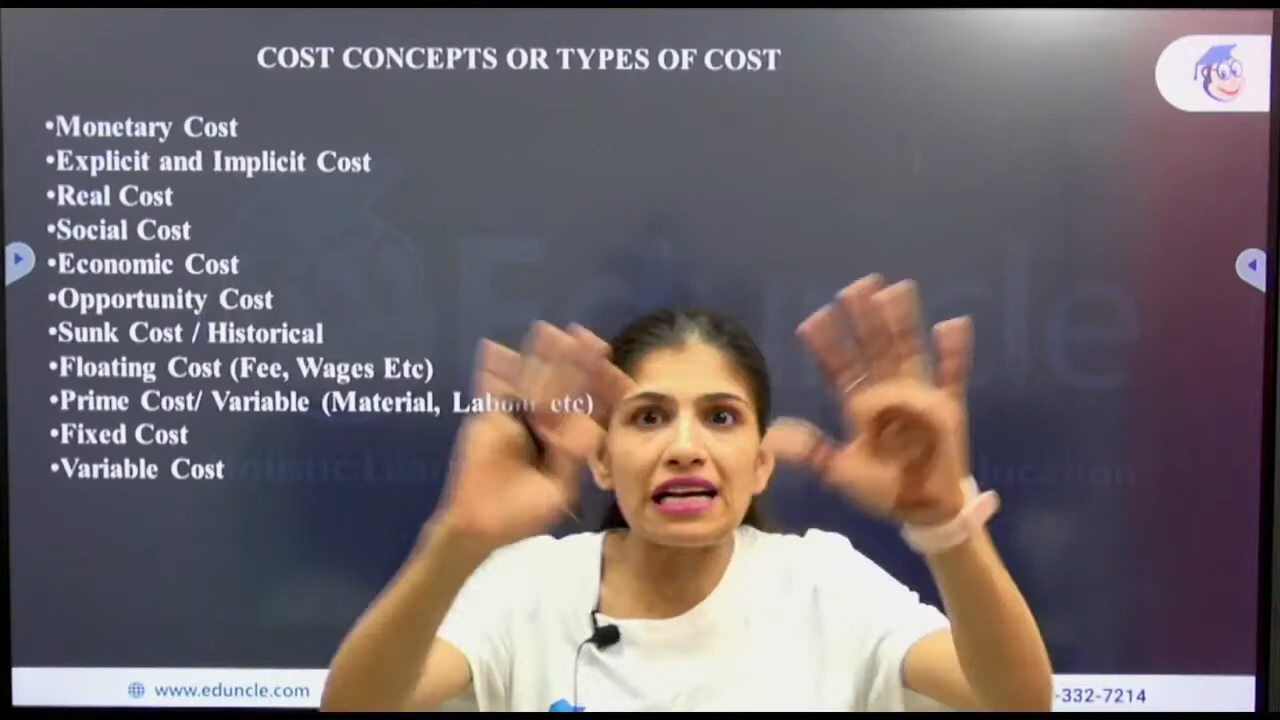 COST CONCEPTS OR TYPES OF COST
•Monetary Cost
•Explicit and Implicit Cost
•Real Cost
•Social Cost
•Economic Cost
•Opportunity Cost
•Sunk Cost / Historical
•Floating Cost (Fee, Wages Etc)
•Prime Cost/ Variable (Material, Labour etc)
•Fixed Cost
•Variable Cost
Eduncle
www.eduncle.com
-332-7214